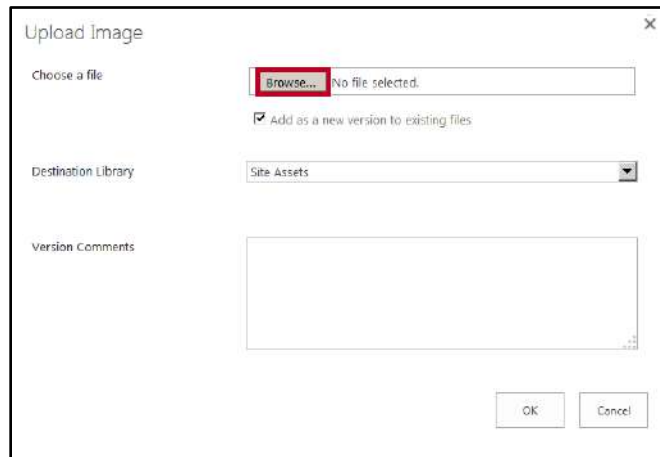 Upload Image
Choose a file
Browse... No file selected.
Add as a new version to existing files
Destination Library
Site Assets
Version Comments
OK
Cancel